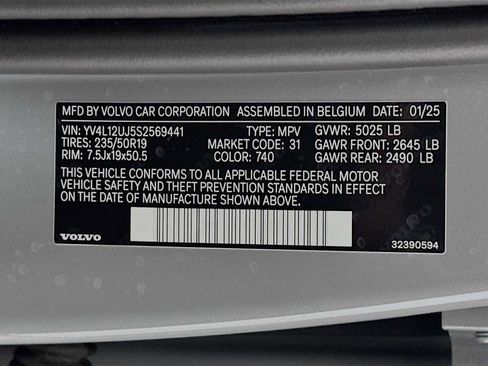 MFD BY VOLVO CAR CORPORATION ASSEMBLED IN BELGIUM DATE: 01/25
VIN: YV4L12UJ5S2569441 TYPE: MPV GVWR: 5025 LB
TIRES: 235/50R19 MARKET CODE: 31 GAWR FRONT: 2645 LB
RIM: 7.5Jx19x50.5 COLOR: 740 GAWR REAR: 2490 LB
THIS VEHICLE CONFORMS TO ALL APPLICABLE FEDERAL MOTOR
VEHICLE SAFETY AND THEFT PREVENTION STANDARDS IN EFFECT
ON THE DATE OF MANUFACTURE SHOWN ABOVE.
VOLVO 32390594